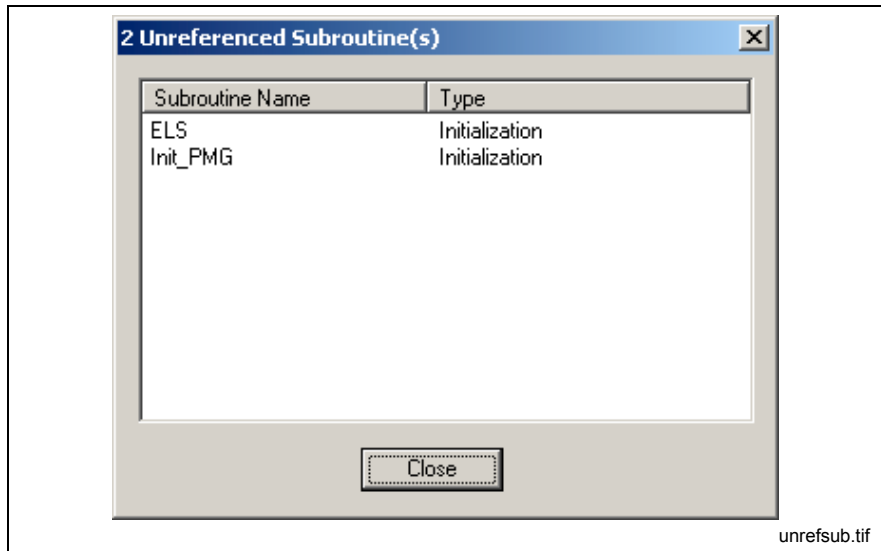 2 Unreferenced Subroutine(s)
Subroutine Name Type
ELS Initialization
Init_PMG Initialization
Close
unrefsub.tif